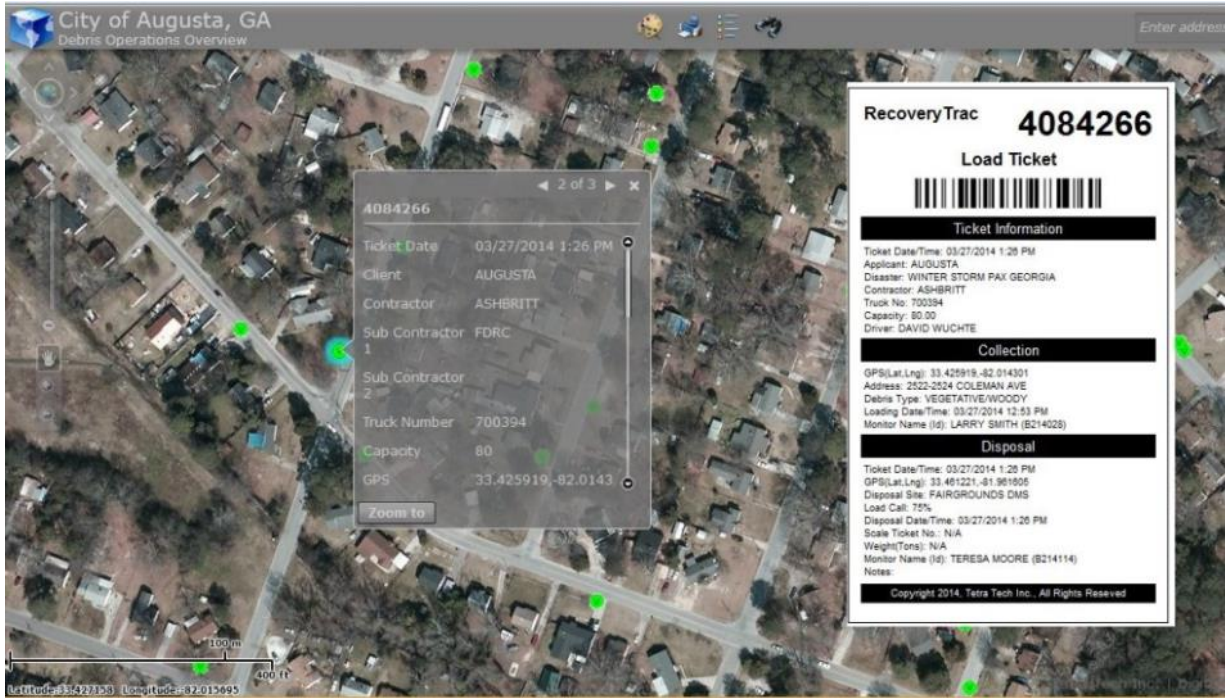 City of Augusta, GA
Debris Operations Overview
Enter address
2 of 3
4084266
Ticket Date 03/27/2014 1:26 PM
Client AUGUSTA
Contractor ASHBRITT
Sub Contractor FDRC
1
Sub Contractor
2
Truck Number 700394
Capacity 80
GPS 33.425919,-82.0143
Zoom to
100 m
400 ft
Latitude:33.427158 Longitude:-82.015695
RecoveryTrac 4084266
Load Ticket
Ticket Information
Ticket Date/Time: 03/27/2014 1:26 PM
Applicant: AUGUSTA
Disaster: WINTER STORM PAX GEORGIA
Contractor: ASHBRITT
Truck No: 700394
Capacity: 80.00
Driver: DAVID WUCHTE
Collection
GPS(Lat,Lng): 33.425919,-82.014301
Address: 2522-2524 COLEMAN AVE
Debris Type: VEGETATIVE/WOODY
Loading Date/Time: 03/27/2014 12:53 PM
Monitor Name (Id): LARRY SMITH (B214028)
Disposal
Ticket Date/Time: 03/27/2014 1:26 PM
GPS(Lat,Lng): 33.461221,-81.961605
Disposal Site: FAIRGROUNDS DMS
Load Call: 75%
Disposal Date/Time: 03/27/2014 1:26 PM
Scale Ticket No.: N/A
Weight(Tons): N/A
Monitor Name (Id): TERESA MOORE (B214114)
Notes:
Copyright 2014, Tetra Tech Inc., All Rights Reseved